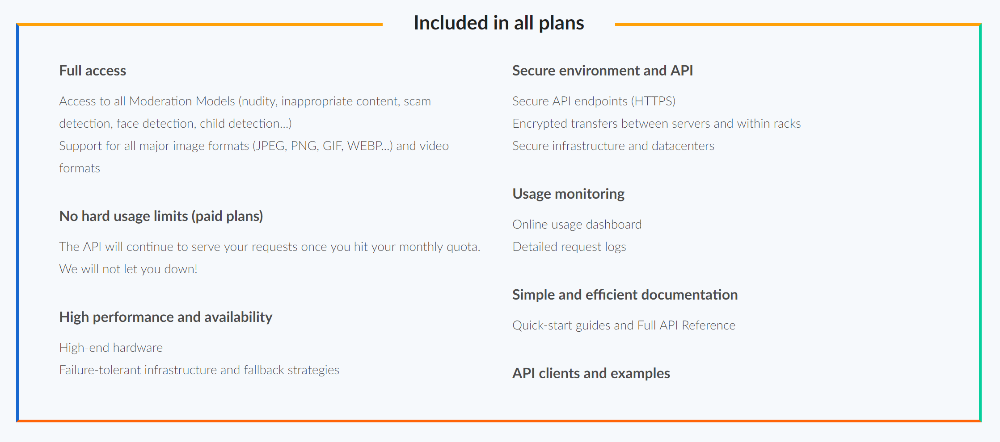 Included in all plans
Full access
Access to all Moderation Models (nudity, inappropriate content, scam
detection, face detection, child detection...)
Support for all major image formats (JPEG, PNG, GIF, WEBP...) and video
formats
No hard usage limits (paid plans)
The API will continue to serve your requests once you hit your monthly quota.
We will not let you down!
High performance and availability
High-end hardware
Failure-tolerant infrastructure and fallback strategies
Secure environment and API
Secure API endpoints (HTTPS)
Encrypted transfers between servers and within racks
Secure infrastructure and datacenters
Usage monitoring
Online usage dashboard
Detailed request logs
Simple and efficient documentation
Quick-start guides and Full API Reference
API clients and examples